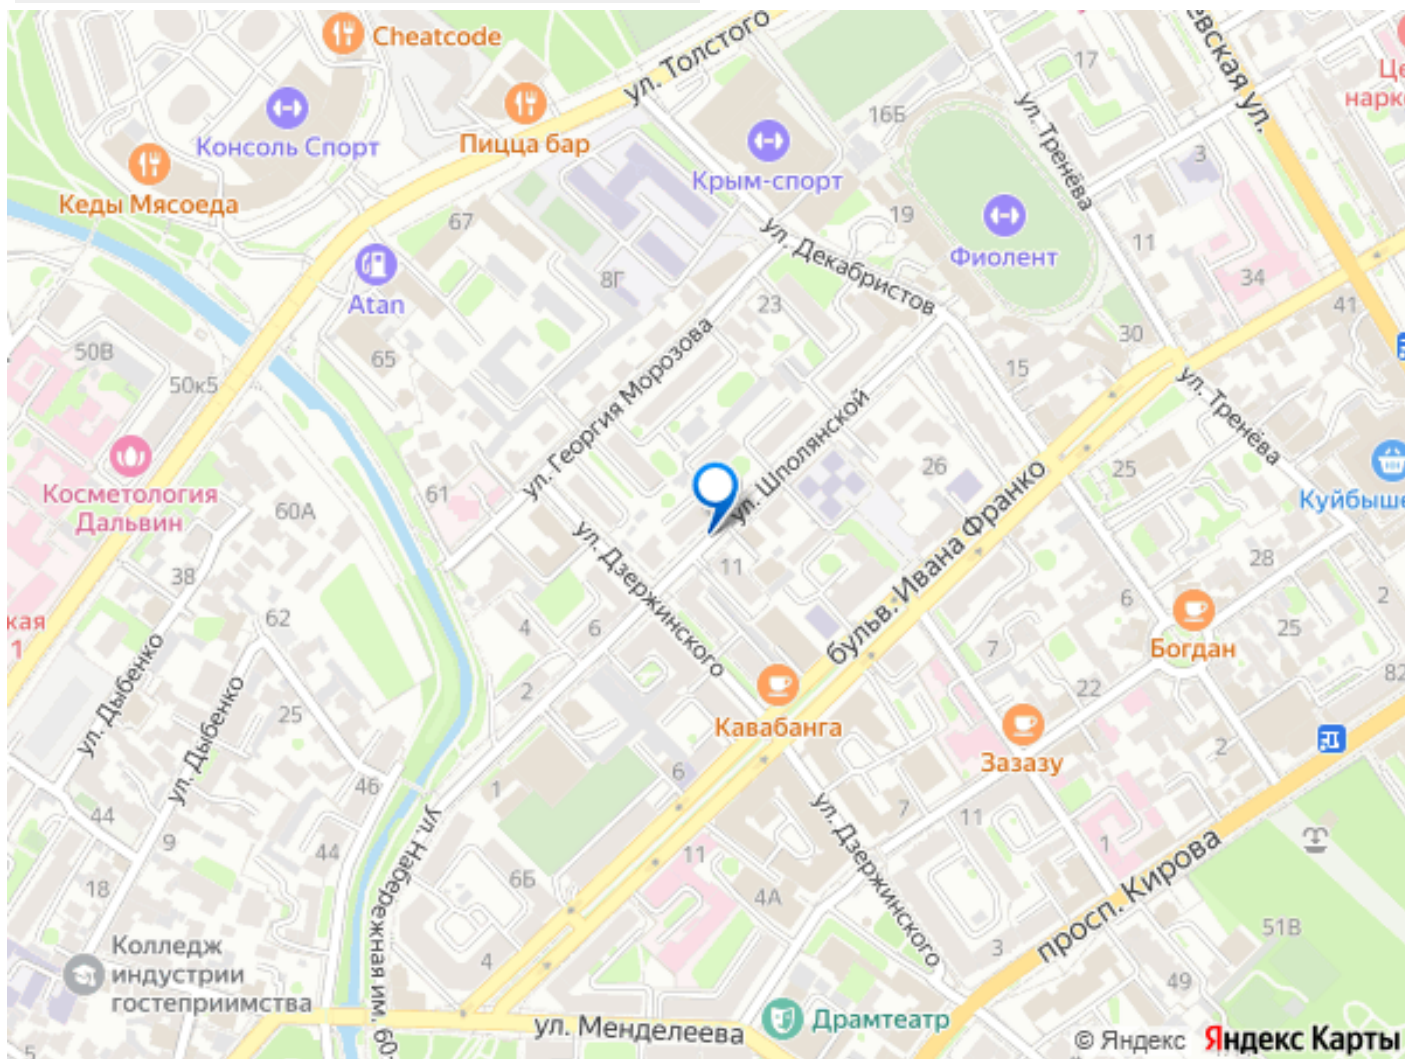 Cheatcode
ул. Толстого
17
евская ул.
Це
нарк
Консоль Спорт
Пицца бар
16Б
ул. Тренёва
3
Крым-спорт
Кеды Мясоеда
67
19
ул. Декабристов
Фиолент
11
34
8Г
Atan
23
41
30
65
50В
50к5
15
ул. Георгия Морозова
ул. Шполянской
ул. Тренёва
26
25
Косметология
Дальвин
61
60А
Куйбыше
ул. Дзержинского
11
бульв. Ивана Франко
28
38
62
4
6
6
2
кая
1
7
25
Богдан
ул. Дыбенко
ул. Дыбенко
25
2
22
82
Кавабанга
Зазазу
2
46
1
6
44
9
44
18
ул. Набережная им. 60-
7
11
1
ул. Дзержинского
11
6Б
4А
просп. Кирова
51В
Колледж
индустрии
гостеприимства
4
3
49
ул. Менделеева
Драмтеатр
5
© Яндекс Яндекс Карты